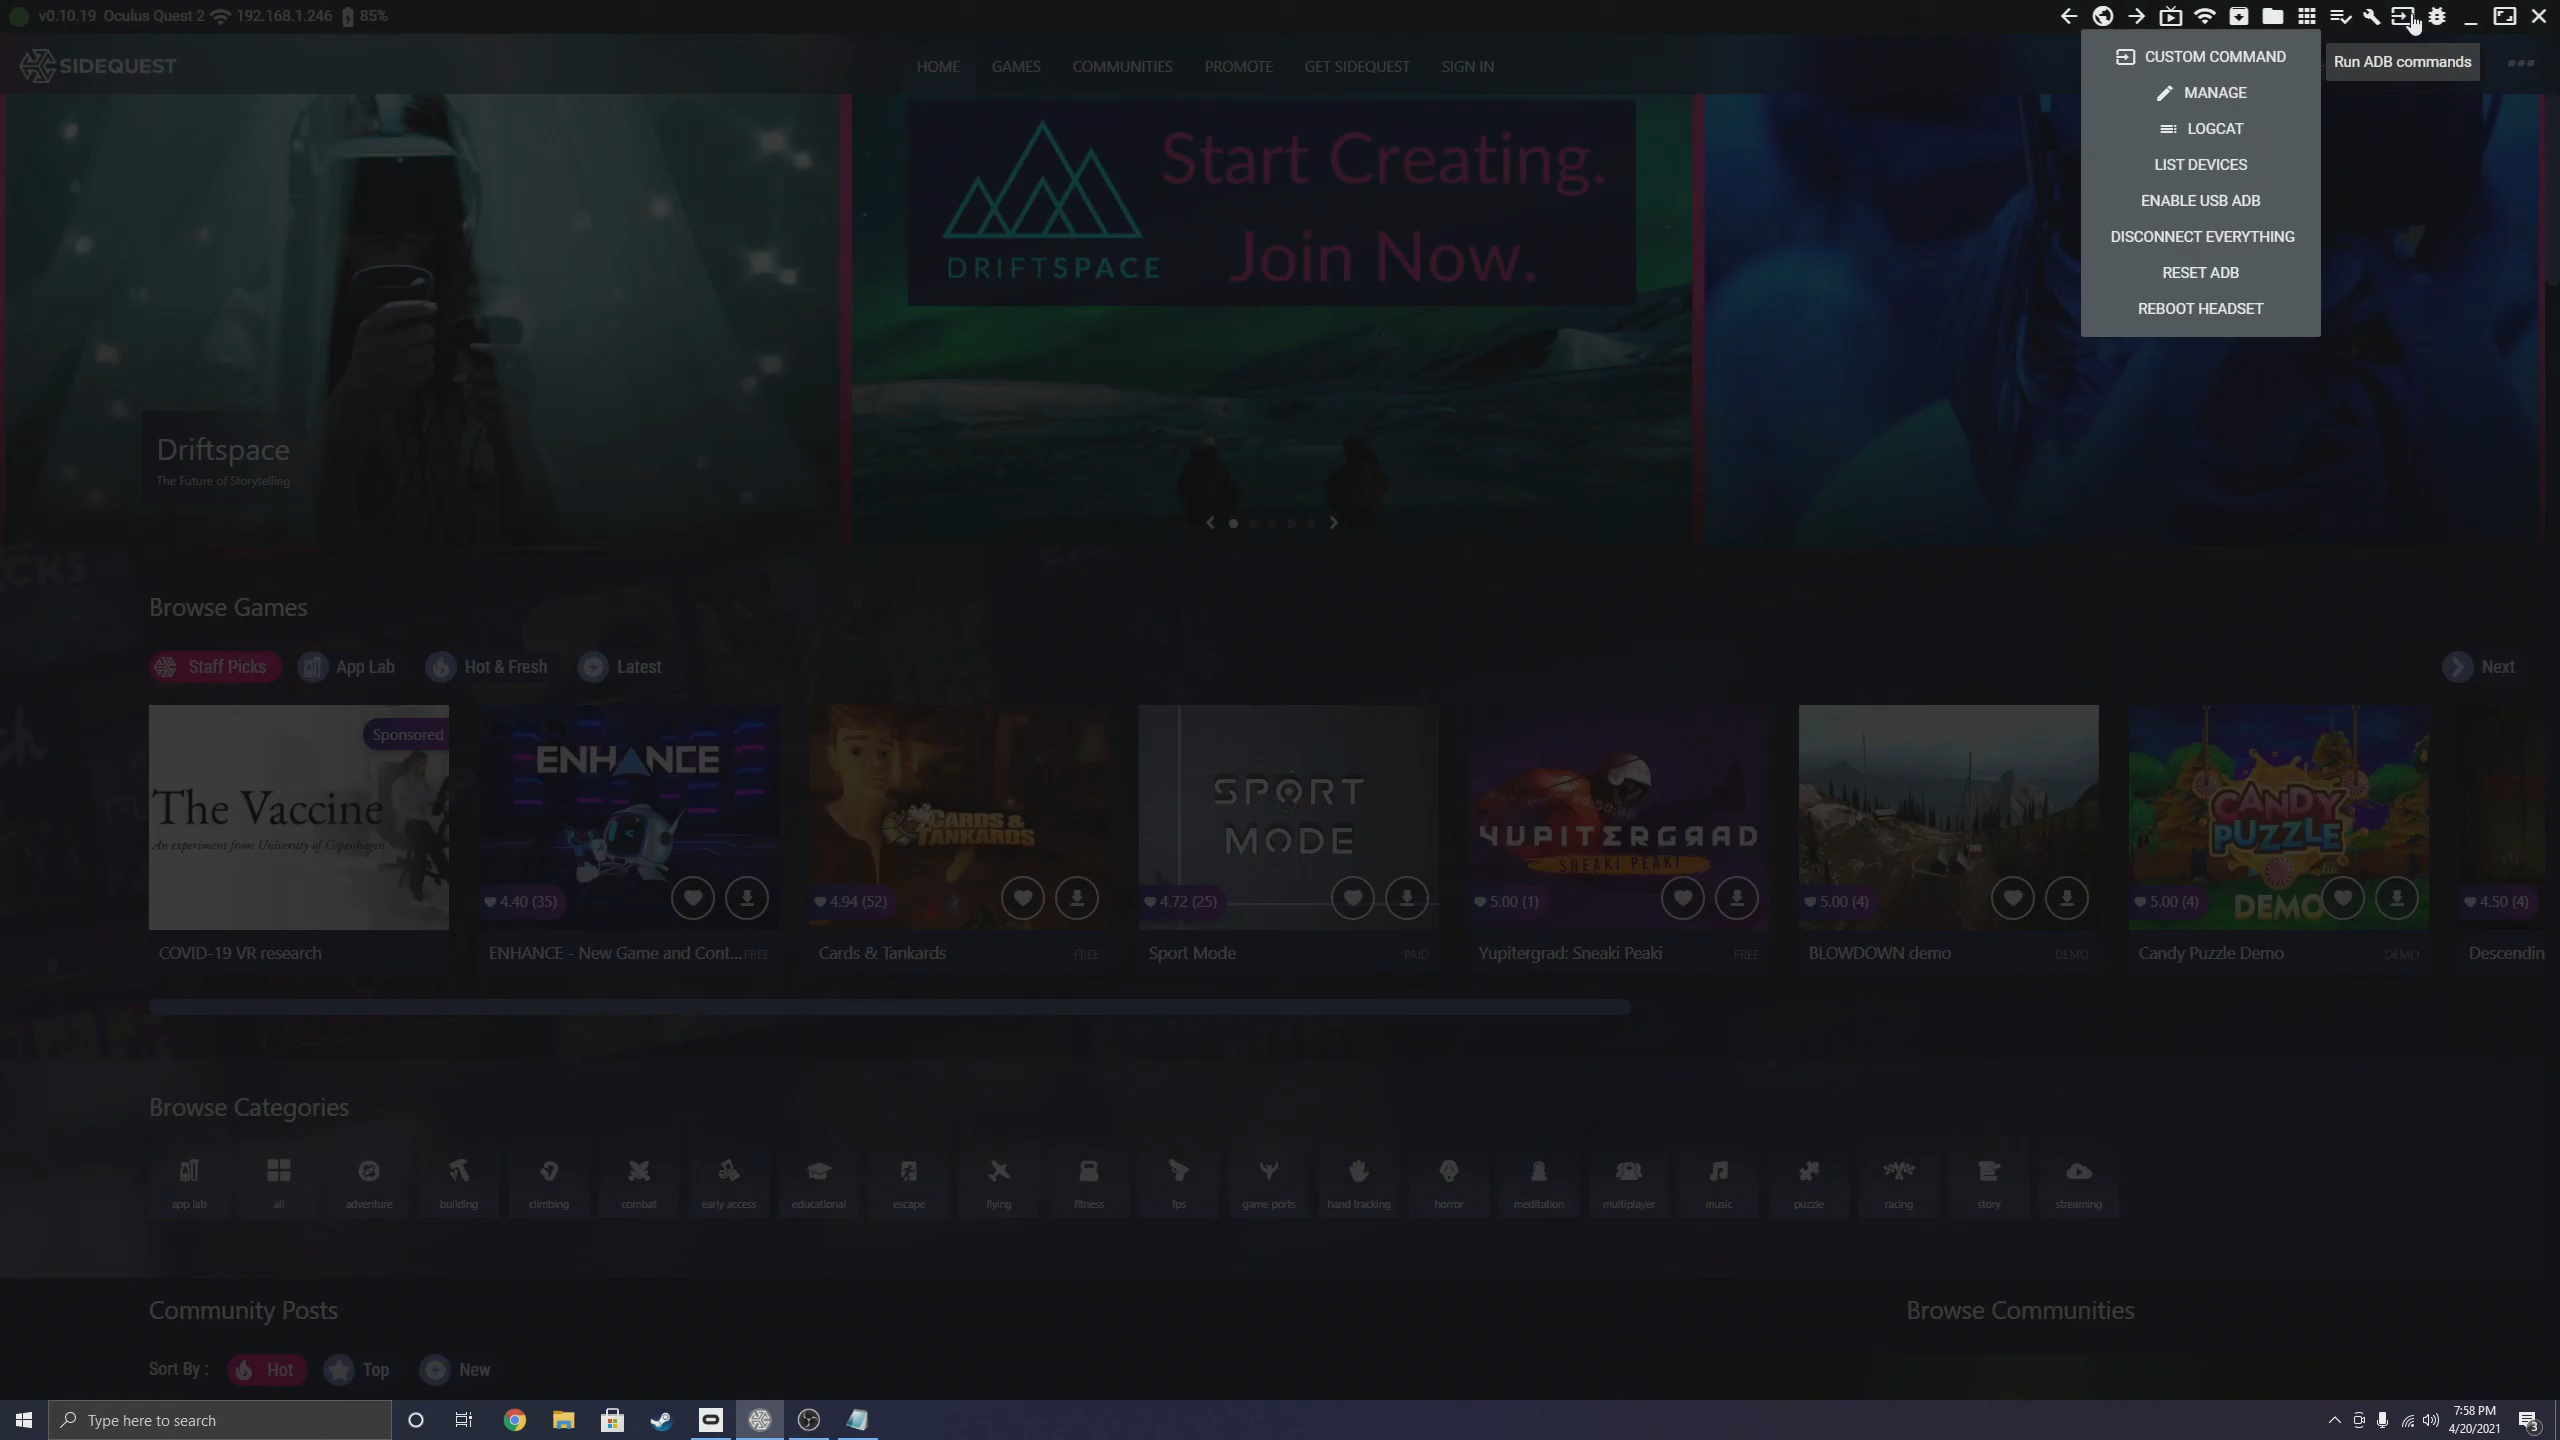 v0.10.19 Oculus Quest 2 192.168.1.246 85%
SIDEQUEST
HOME GAMES COMMUNITIES PROMOTE GET SIDEQUEST SIGN IN
CUSTOM COMMAND
MANAGE
LOGCAT
LIST DEVICES
ENABLE USB ADB
DISCONNECT EVERYTHING
RESET ADB
REBOOT HEADSET
Run ADB commands
Start Creating.
Join Now.
DRIFTSPACE
Driftspace
The Future of Storytelling
Browse Games
Staff Picks App Lab Hot & Fresh Latest
Next
Sponsored
The Vaccine
An experiment from University of Copenhagen
ENHANCE
CARDS & TANKARDS
SPORT MODE
YUPITERGRAD
SNEAKI PEAKI
CANDY PUZZLE
DEMO
4.40 (35) 4.94 (52) 4.72 (25) 5.00 (1) 5.00 (4) 5.00 (4) 4.50 (4)
COVID-19 VR research
ENHANCE - New Game and Cont... FREE
Cards & Tankards FREE
Sport Mode PAID
Yupitergrad: Sneaki Peaki FREE
BLOWDOWN demo DEMO
Candy Puzzle Demo DEMO
Descendin
Browse Categories
app lab all adventure building climbing combat early access educational escape flying fitness fps game ports hand tracking horror meditation multiplayer music puzzle racing story streaming
Community Posts
Browse Communities
Sort By : Hot Top New
Type here to search
7:58 PM
4/20/2021
3